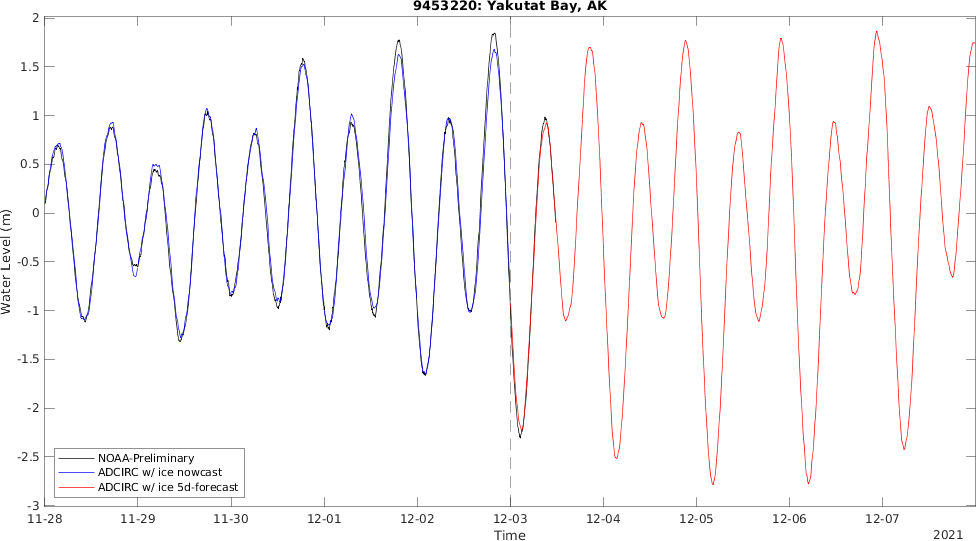 9453220: Yakutat Bay, AK
2
1.5
1
0.5
0
-0.5
-1
-1.5
-2
-2.5
-3
Water Level (m)
NOAA-Preliminary
ADCIRC w/ ice nowcast
ADCIRC w/ ice 5d-forecast
11-28 11-29 11-30 12-01 12-02 12-03 12-04 12-05 12-06 12-07
Time
2021